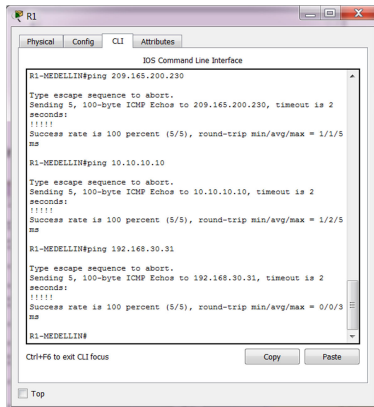 R1
Physical Config CLI Attributes
IOS Command Line Interface
R1-MEDELLIN#ping 209.165.200.230
Type escape sequence to abort.
Sending 5, 100-byte ICMP Echos to 209.165.200.230, timeout is 2
seconds:
!!!!!
Success rate is 100 percent (5/5), round-trip min/avg/max = 1/1/5
ms
R1-MEDELLIN#ping 10.10.10.10
Type escape sequence to abort.
Sending 5, 100-byte ICMP Echos to 10.10.10.10, timeout is 2
seconds:
!!!!!
Success rate is 100 percent (5/5), round-trip min/avg/max = 1/2/5
ms
R1-MEDELLIN#ping 192.168.30.31
Type escape sequence to abort.
Sending 5, 100-byte ICMP Echos to 192.168.30.31, timeout is 2
seconds:
!!!!!
Success rate is 100 percent (5/5), round-trip min/avg/max = 0/0/3
ms
R1-MEDELLIN#
Ctrl+F6 to exit CLI focus
Copy Paste
Top